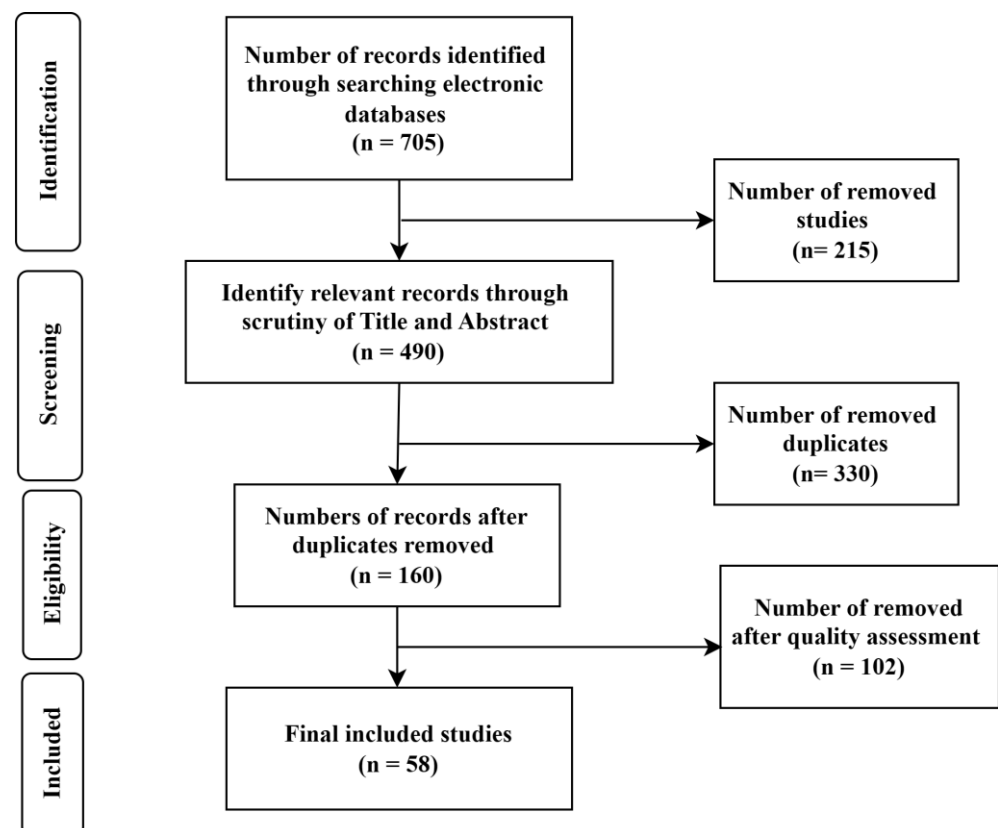 Identification
Number of records identified
through searching electronic
databases
(n = 705)
Number of removed
studies
(n= 215)
Screening
Identify relevant records through
scrutiny of Title and Abstract
(n = 490)
Number of removed
duplicates
(n= 330)
Eligibility
Numbers of records after
duplicates removed
(n = 160)
Number of removed
after quality assessment
(n = 102)
Included
Final included studies
(n = 58)